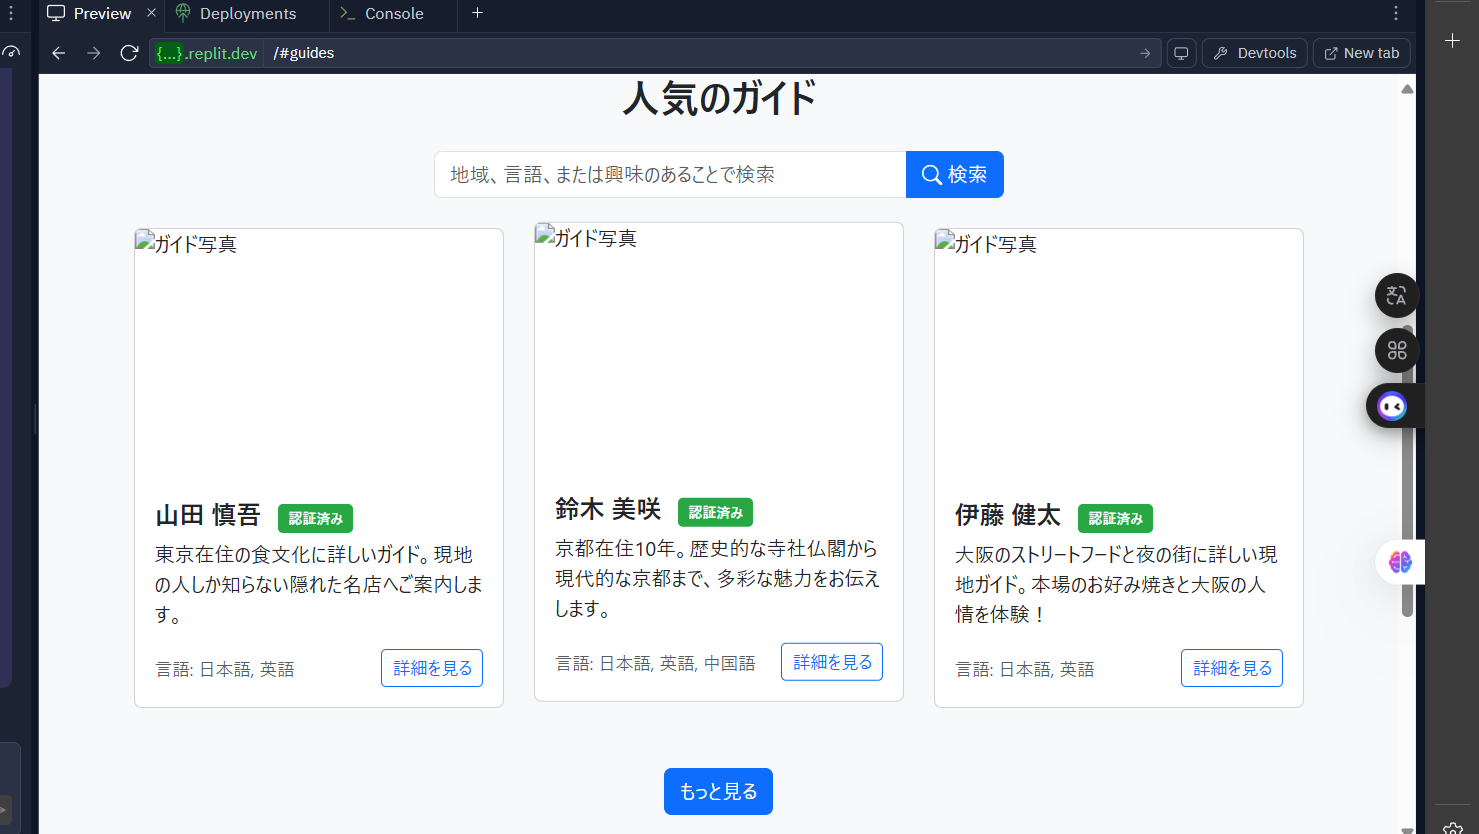 Preview
Deployments
Console
{...}.replit.dev
/#guides
Devtools
New tab
人気のガイド
地域、言語、または興味のあることで検索
検索
ガイド写真
山田 慎吾 認証済み
東京在住の食文化に詳しいガイド。現地
の人しか知らない隠れた名店へご案内しま
す。
言語: 日本語, 英語
詳細を見る
ガイド写真
鈴木 美咲 認証済み
京都在住10年。歴史的な寺社仏閣から
現代的な京都まで、多彩な魅力をお伝え
します。
言語: 日本語, 英語, 中国語
詳細を見る
ガイド写真
伊藤 健太 認証済み
大阪のストリートフードと夜の街に詳しい現
地ガイド。本場のお好み焼きと大阪の人
情を体験！
言語: 日本語, 英語
詳細を見る
もっと見る